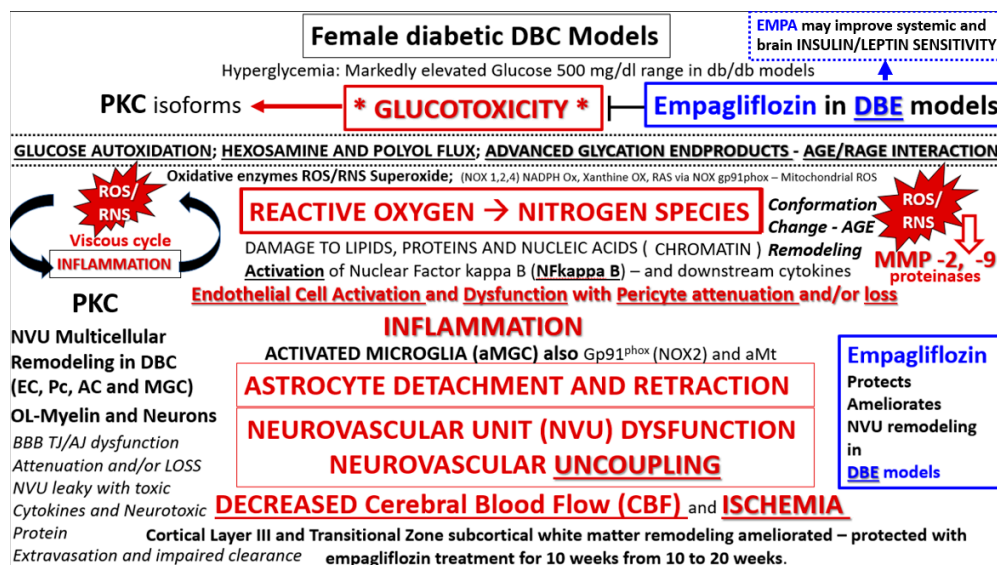 Female diabetic DBC Models
EMPA may improve systemic and
brain INSULIN/LEPTIN SENSITIVITY
Hyperglycemia: Markedly elevated Glucose 500 mg/dl range in db/db models
PKC isoforms
* GLUCOTOXICITY *
Empagliflozin in DBE models
GLUCOSE AUTOXIDATION; HEXOSAMINE AND POLYOL FLUX; ADVANCED GLYCATION ENDPRODUCTS - AGE/RAGE INTERACTION
Oxidative enzymes ROS/RNS Superoxide; (NOX 1,2,4) NADPH Ox, Xanthine OX, RAS via NOX gp91phox – Mitochondrial ROS
ROS/
RNS
Viscous cycle
INFLAMMATION
REACTIVE OXYGEN → NITROGEN SPECIES
Conformation
Change - AGE
Remodeling
ROS/
RNS
MMP -2, -9
proteinases
DAMAGE TO LIPIDS, PROTEINS AND NUCLEIC ACIDS ( CHROMATIN )
Activation of Nuclear Factor kappa B (NFkappa B) – and downstream cytokines
Endothelial Cell Activation and Dysfunction with Pericyte attenuation and/or loss
INFLAMMATION
ACTIVATED MICROGLIA (aMGC) also Gp91phox (NOX2) and aMt
ASTROCYTE DETACHMENT AND RETRACTION
NEUROVASCULAR UNIT (NVU) DYSFUNCTION
NEUROVASCULAR UNCOUPLING
DECREASED Cerebral Blood Flow (CBF) and ISCHEMIA
PKC
NVU Multicellular
Remodeling in DBC
(EC, Pc, AC and MGC)
OL-Myelin and Neurons
BBB TJ/AJ dysfunction
Attenuation and/or LOSS
NVU leaky with toxic
Cytokines and Neurotoxic
Protein
Extravasation and impaired clearance
Empagliflozin
Protects
Ameliorates
NVU remodeling
in
DBE models
Cortical Layer III and Transitional Zone subcortical white matter remodeling ameliorated – protected with
empagliflozin treatment for 10 weeks from 10 to 20 weeks.